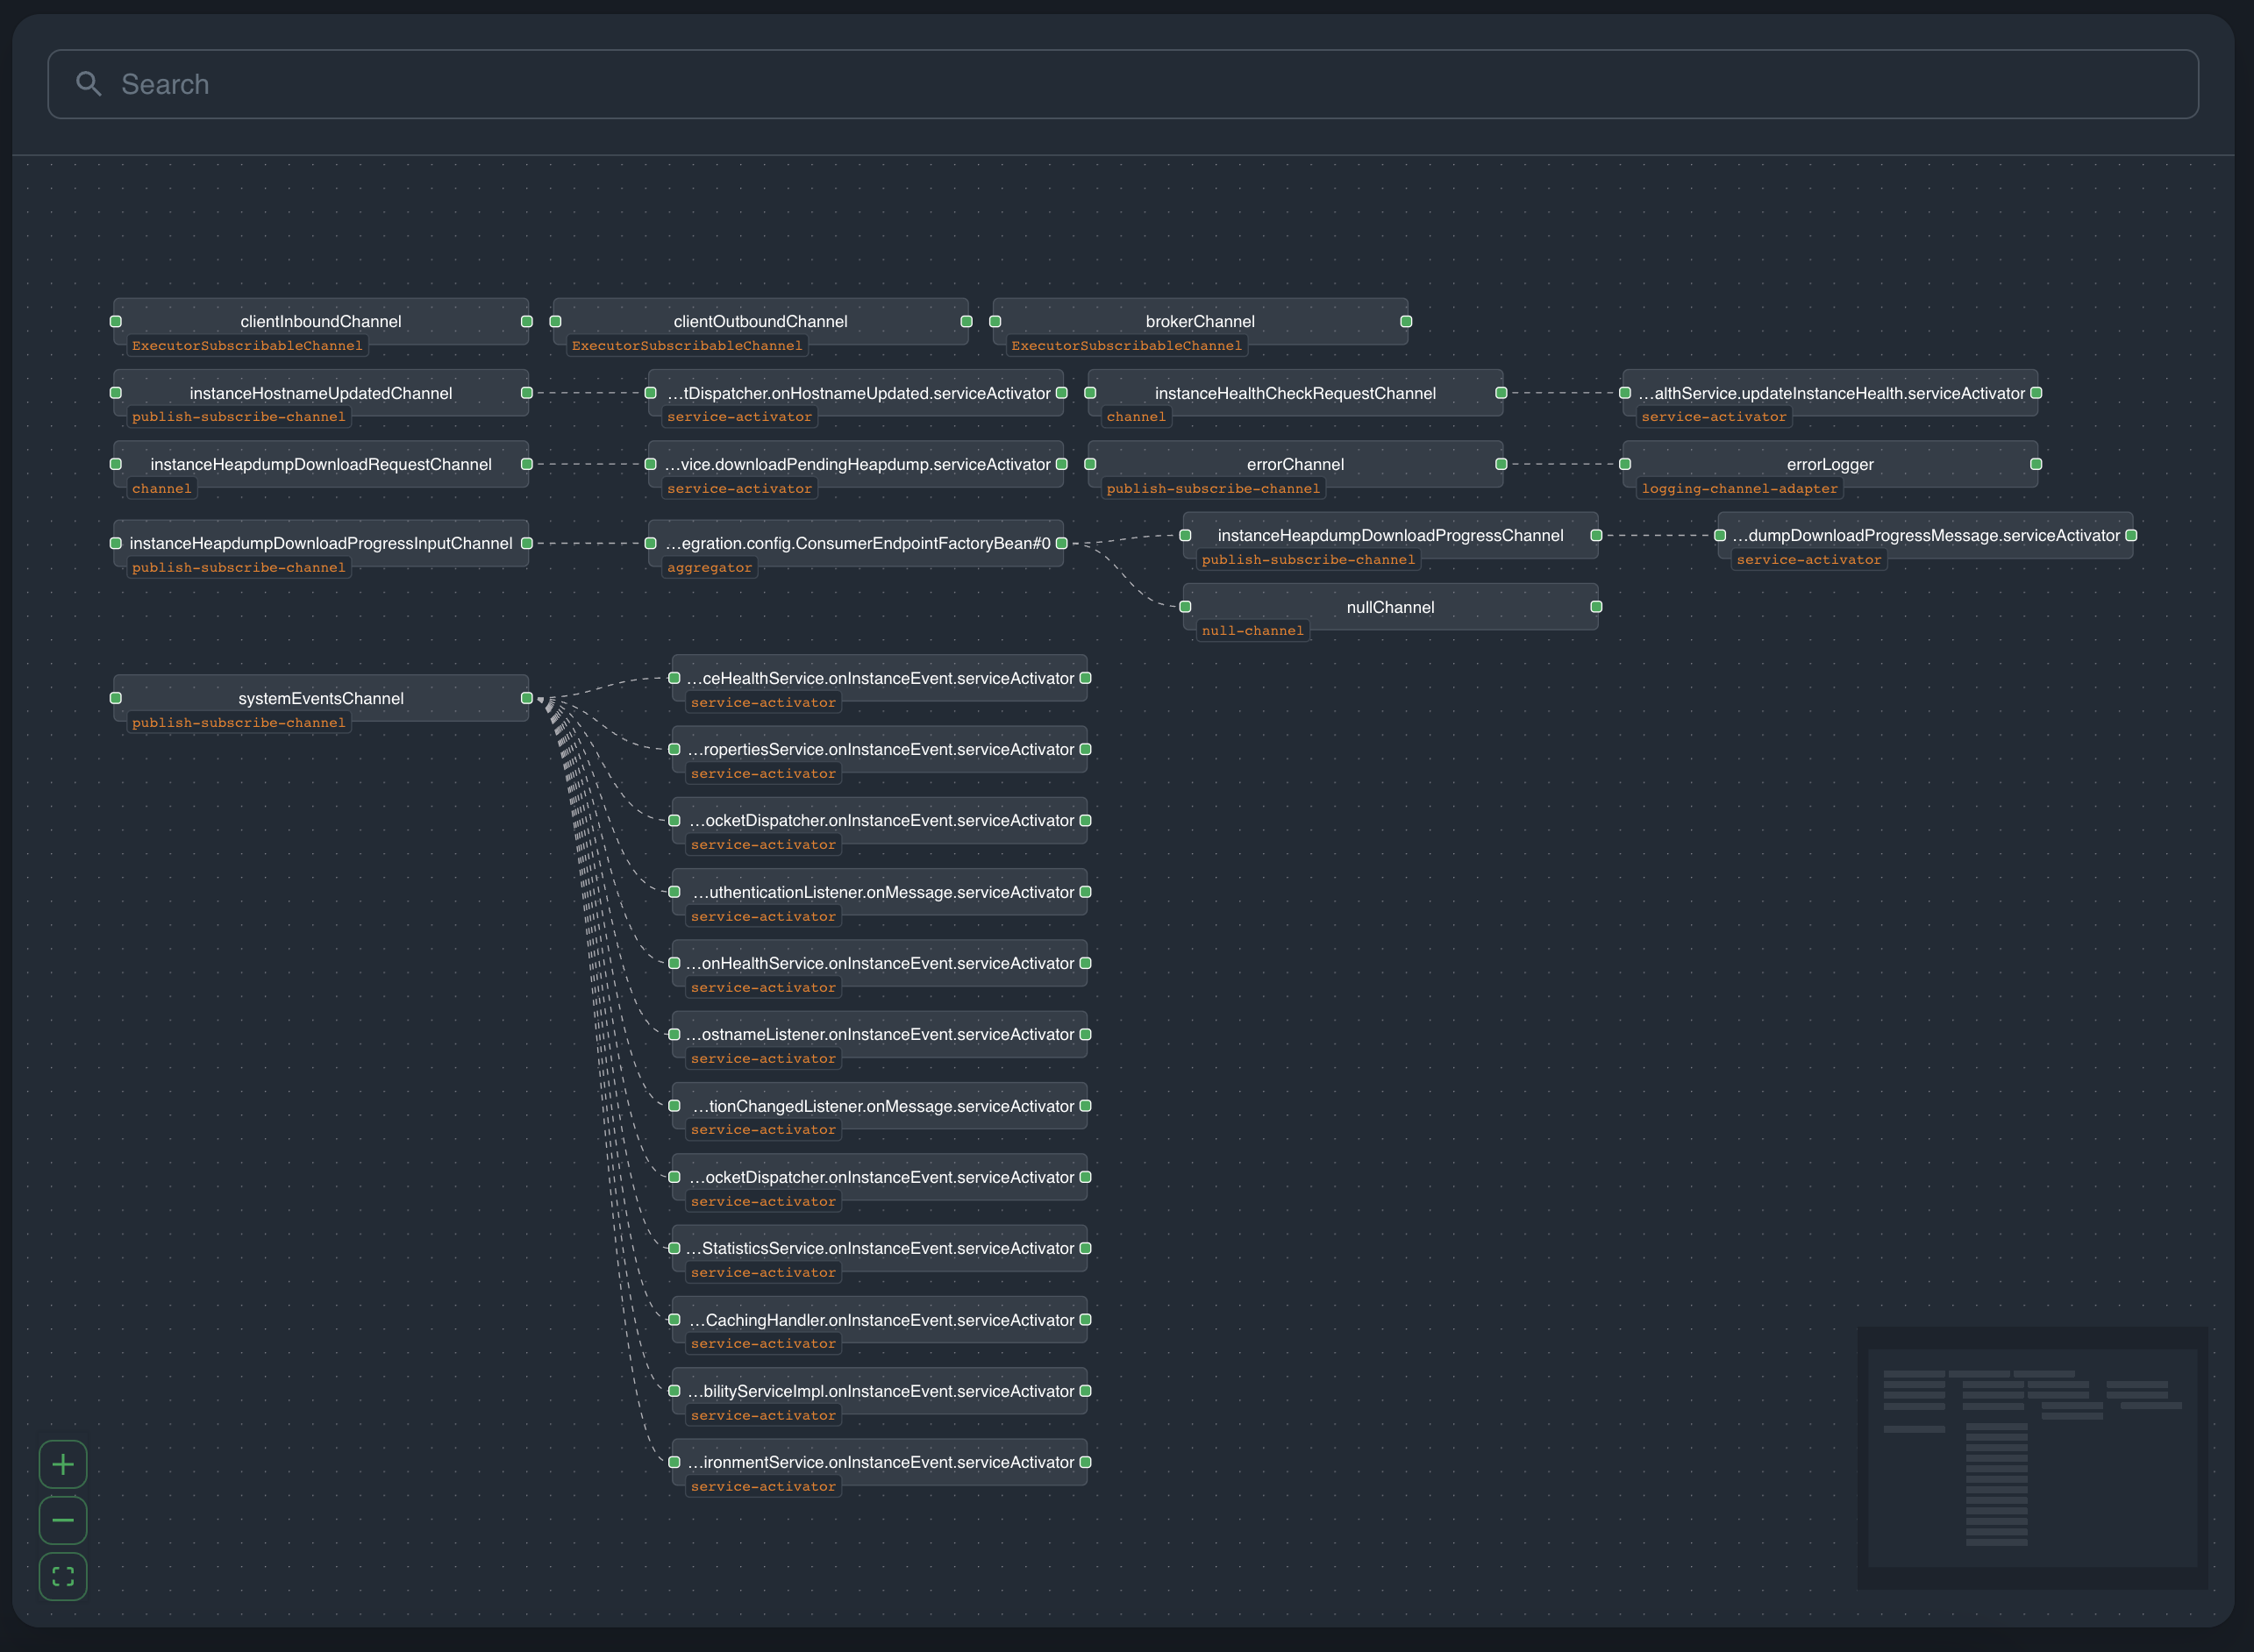 Search
clientInboundChannel
ExecutorSubscribableChannel
clientOutboundChannel
ExecutorSubscribableChannel
brokerChannel
ExecutorSubscribableChannel
instanceHostnameUpdatedChannel
publish-subscribe-channel
...tDispatcher.onHostnameUpdated.serviceActivator
service-activator
instanceHealthCheckRequestChannel
channel
...althService.updateInstanceHealth.serviceActivator
service-activator
instanceHeapdumpDownloadRequestChannel
channel
...vice.downloadPendingHeapdump.serviceActivator
service-activator
errorChannel
publish-subscribe-channel
errorLogger
logging-channel-adapter
instanceHeapdumpDownloadProgressInputChannel
publish-subscribe-channel
...egration.config.ConsumerEndpointFactoryBean#0
aggregator
instanceHeapdumpDownloadProgressChannel
publish-subscribe-channel
...dumpDownloadProgressMessage.serviceActivator
service-activator
nullChannel
null-channel
systemEventsChannel
publish-subscribe-channel
...ceHealthService.onInstanceEvent.serviceActivator
service-activator
...ropertiesService.onInstanceEvent.serviceActivator
service-activator
...ocketDispatcher.onInstanceEvent.serviceActivator
service-activator
...uthenticationListener.onMessage.serviceActivator
service-activator
...onHealthService.onInstanceEvent.serviceActivator
service-activator
...ostnameListener.onInstanceEvent.serviceActivator
service-activator
...tionChangedListener.onMessage.serviceActivator
service-activator
...ocketDispatcher.onInstanceEvent.serviceActivator
service-activator
...StatisticsService.onInstanceEvent.serviceActivator
service-activator
...CachingHandler.onInstanceEvent.serviceActivator
service-activator
...bilityServiceImpl.onInstanceEvent.serviceActivator
service-activator
...ironmentService.onInstanceEvent.serviceActivator
service-activator